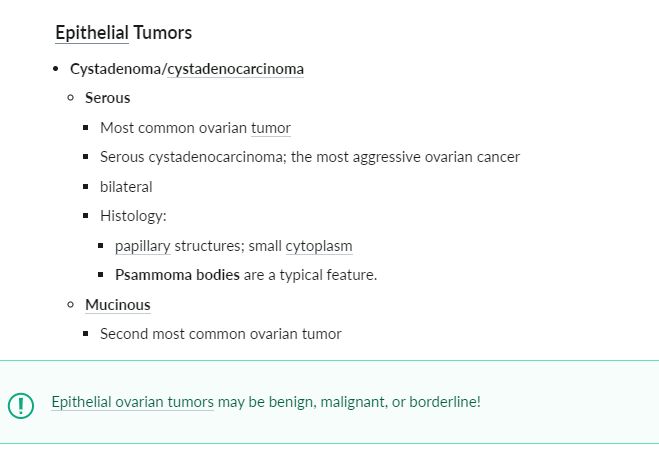 Epithelial Tumors
Cystadenoma/cystadenocarcinoma
Serous
Most common ovarian tumor
Serous cystadenocarcinoma; the most aggressive ovarian cancer
bilateral
Histology:
papillary structures; small cytoplasm
Psammoma bodies are a typical feature.
Mucinous
Second most common ovarian tumor
Epithelial ovarian tumors may be benign, malignant, or borderline!